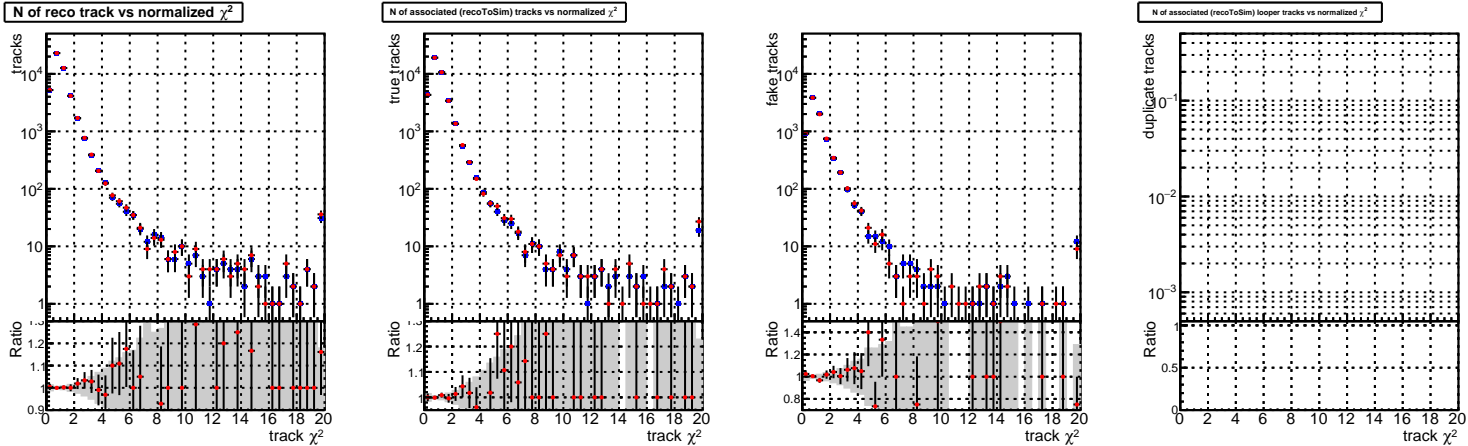 N of reco track vs normalized χ²
tracks
10⁴
10³
10²
10
1
Ratio
1.3
1.2
1.1
1.0
0.9
0 2 4 6 8 10 12 14 16 18 20
track χ²
N of associated (recoToSim) tracks vs normalized χ²
true tracks
10⁴
10³
10²
10
1
Ratio
1.2
1.1
1.0
0 2 4 6 8 10 12 14 16 18 20
track χ²
fake tracks
10⁴
10³
10²
10
1
Ratio
1.4
1.2
1.0
0.8
0 2 4 6 8 10 12 14 16 18 20
track χ²
N of associated (recoToSim) looper tracks vs normalized χ²
duplicate tracks
10⁻¹
10⁻²
10⁻³
Ratio
1
0.5
0
0 2 4 6 8 10 12 14 16 18 20
track χ²